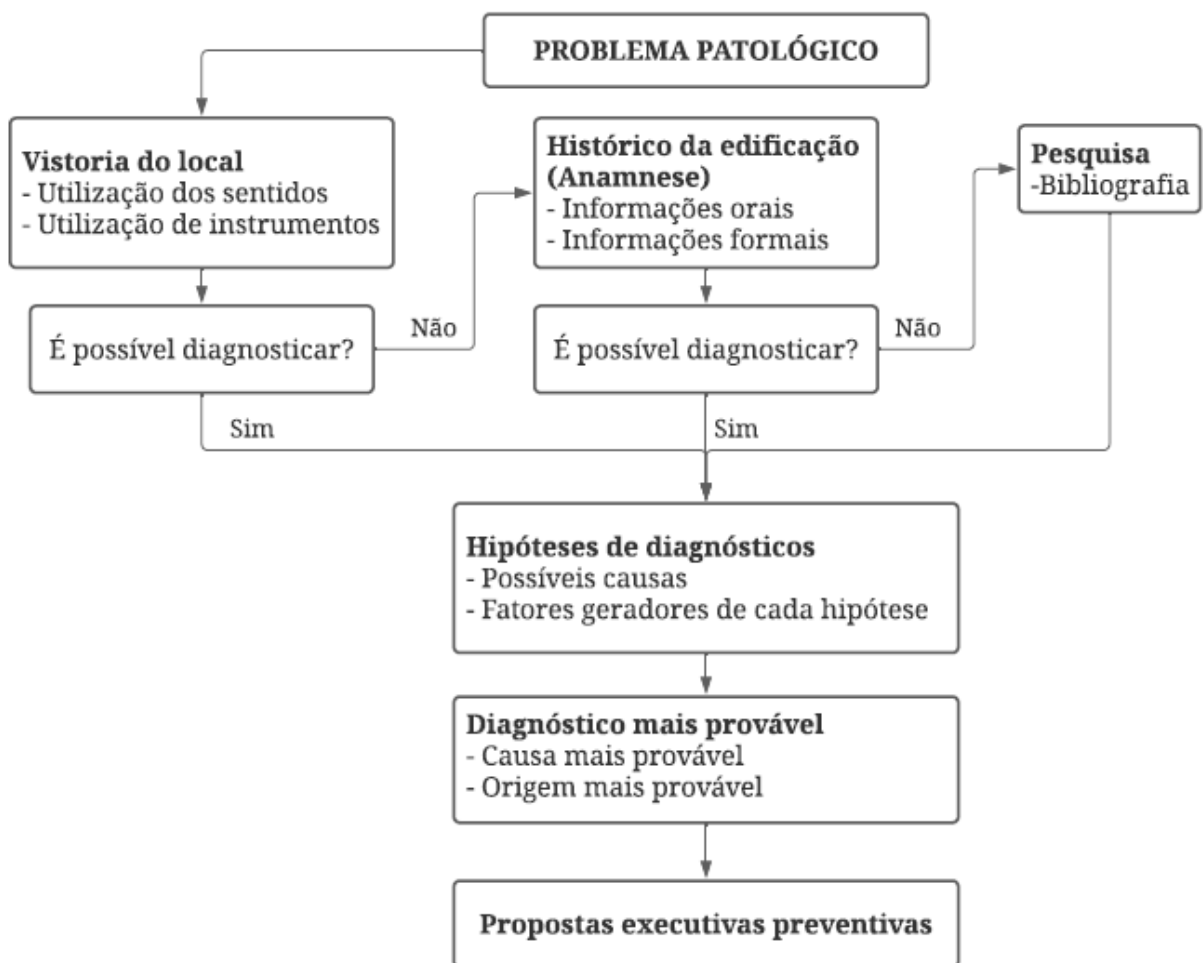 PROBLEMA PATOLÓGICO
Vistoria do local
- Utilização dos sentidos
- Utilização de instrumentos
Histórico da edificação
(Anamnese)
- Informações orais
- Informações formais
Pesquisa
-Bibliografia
É possível diagnosticar?
Não
É possível diagnosticar?
Não
Sim
Sim
Hipóteses de diagnósticos
- Possíveis causas
- Fatores geradores de cada hipótese
Diagnóstico mais provável
- Causa mais provável
- Origem mais provável
Propostas executivas preventivas